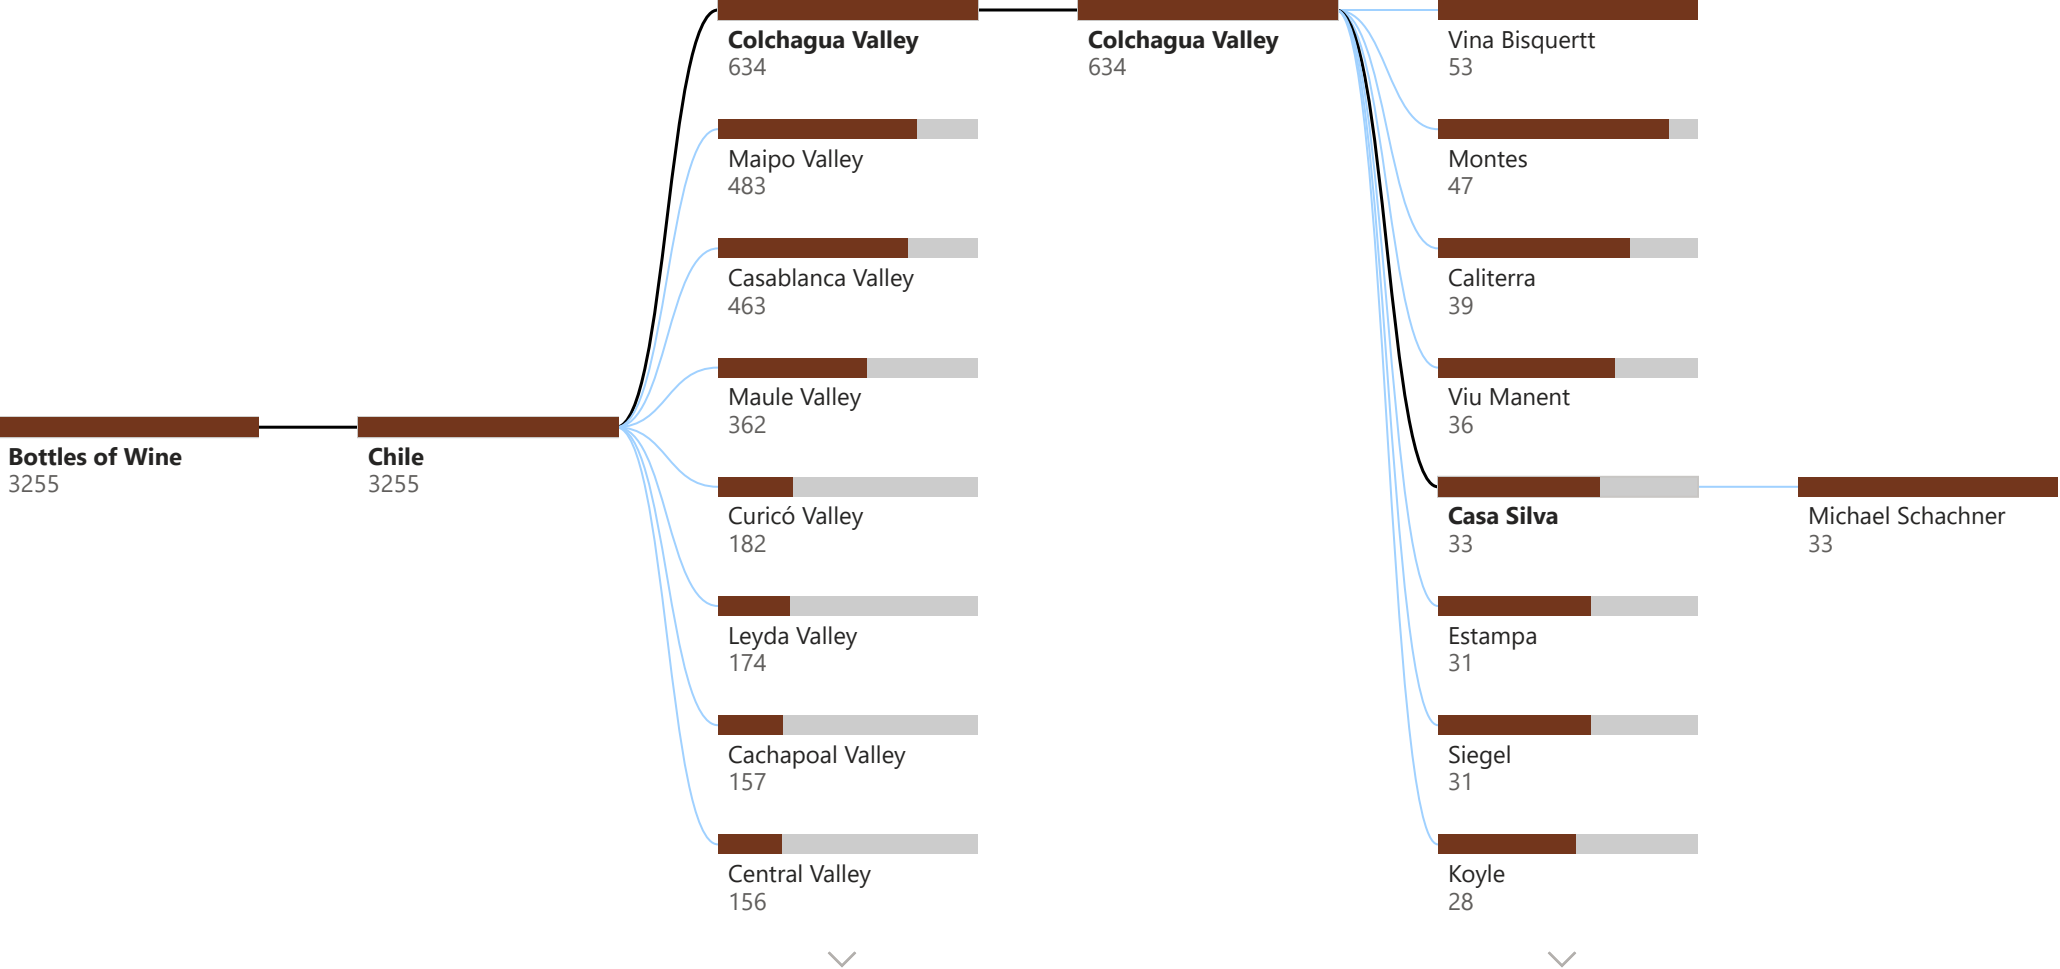 Bottles of Wine
3255
Chile
3255
Colchagua Valley
634
Maipo Valley
483
Casablanca Valley
463
Maule Valley
362
Curicó Valley
182
Leyda Valley
174
Cachapoal Valley
157
Central Valley
156
Colchagua Valley
634
Vina Bisquertt
53
Montes
47
Caliterra
39
Viu Manent
36
Casa Silva
33
Estampa
31
Siegel
31
Koyle
28
Michael Schachner
33